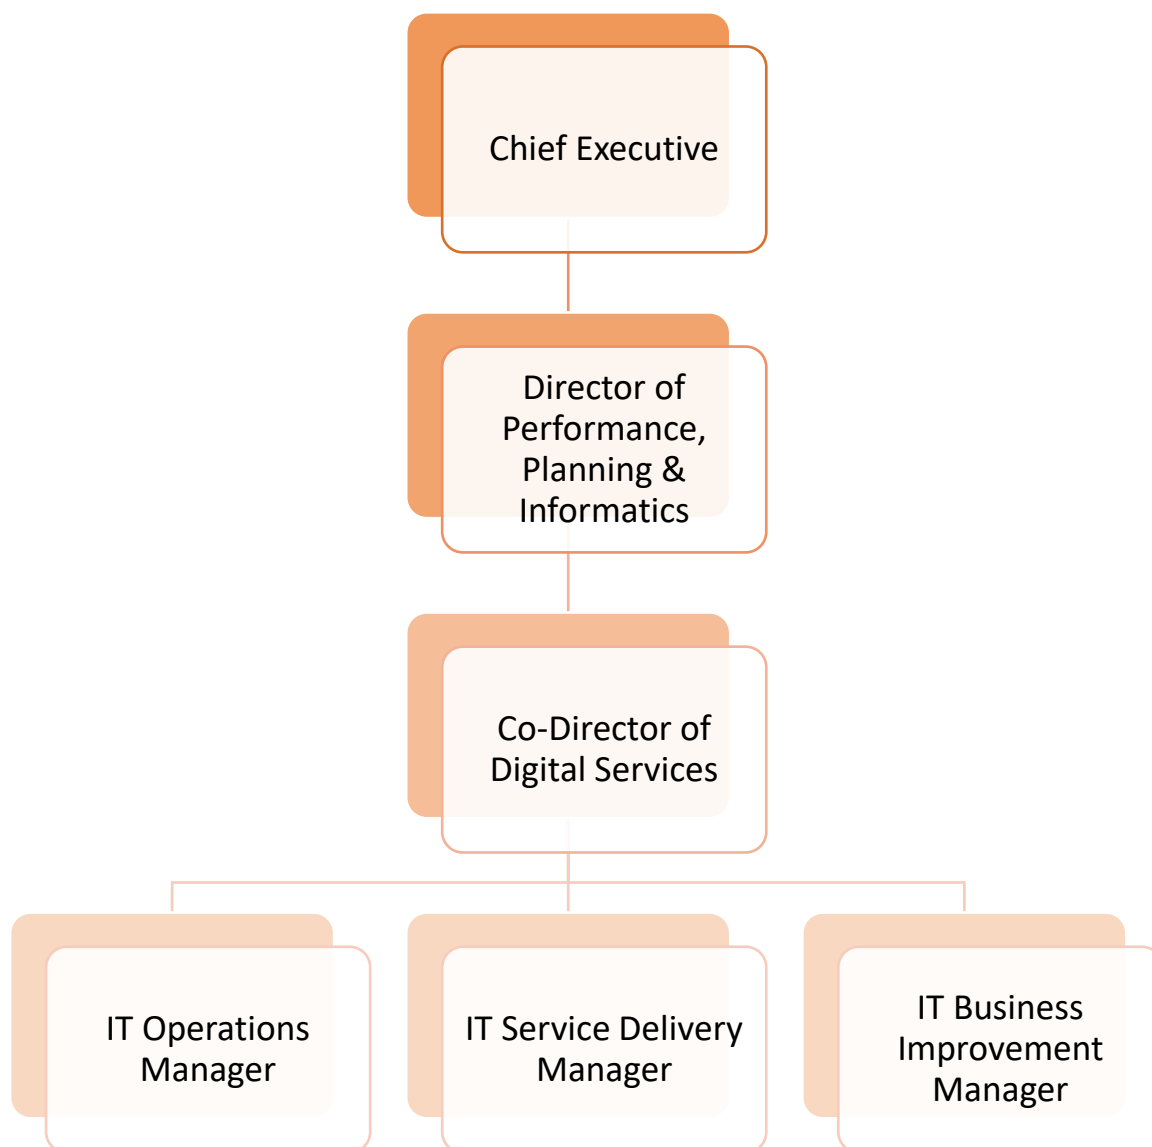 Chief Executive
Director of
Performance,
Planning &
Informatics
Co-Director of
Digital Services
IT Operations
Manager
IT Service Delivery
Manager
IT Business
Improvement
Manager